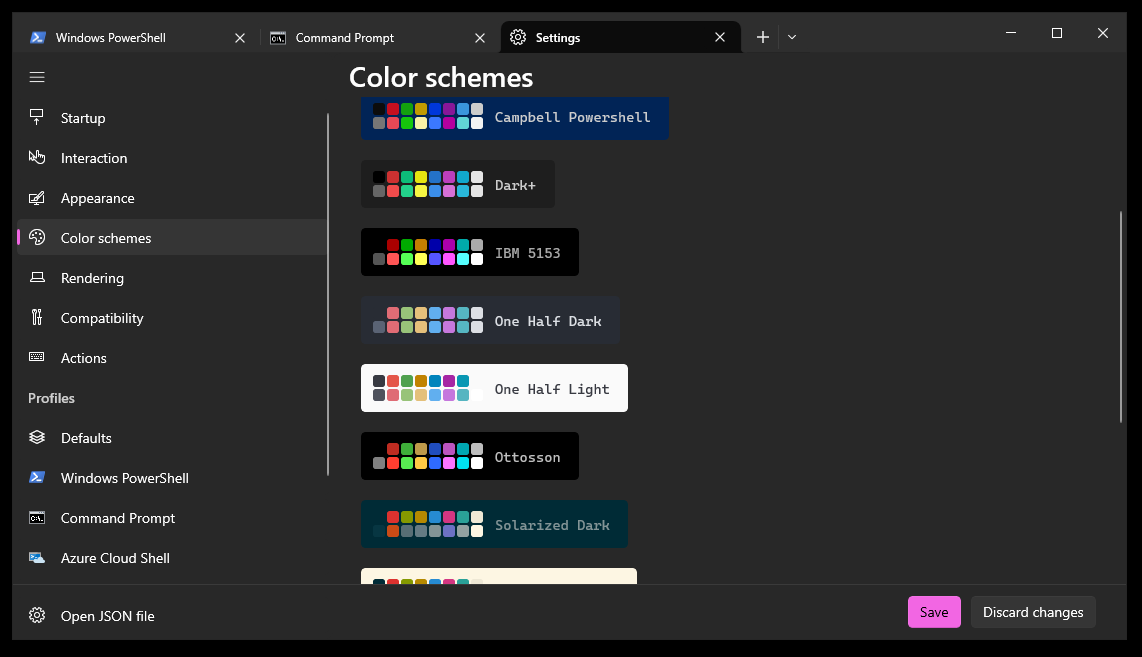 Windows PowerShell
Command Prompt
Settings
Color schemes
Startup
Interaction
Appearance
Color schemes
Rendering
Compatibility
Actions
Profiles
Defaults
Windows PowerShell
Command Prompt
Azure Cloud Shell
Open JSON file
Campbell Powershell
Dark+
IBM 5153
One Half Dark
One Half Light
Ottosson
Solarized Dark
Save
Discard changes